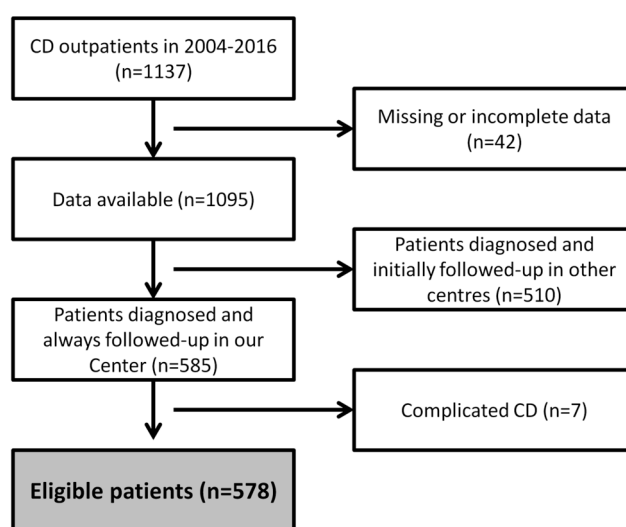 CD outpatients in 2004-2016
(n=1137)
Missing or incomplete data
(n=42)
Data available (n=1095)
Patients diagnosed and
initially followed-up in other
centres (n=510)
Patients diagnosed and
always followed-up in our
Center (n=585)
Complicated CD (n=7)
Eligible patients (n=578)